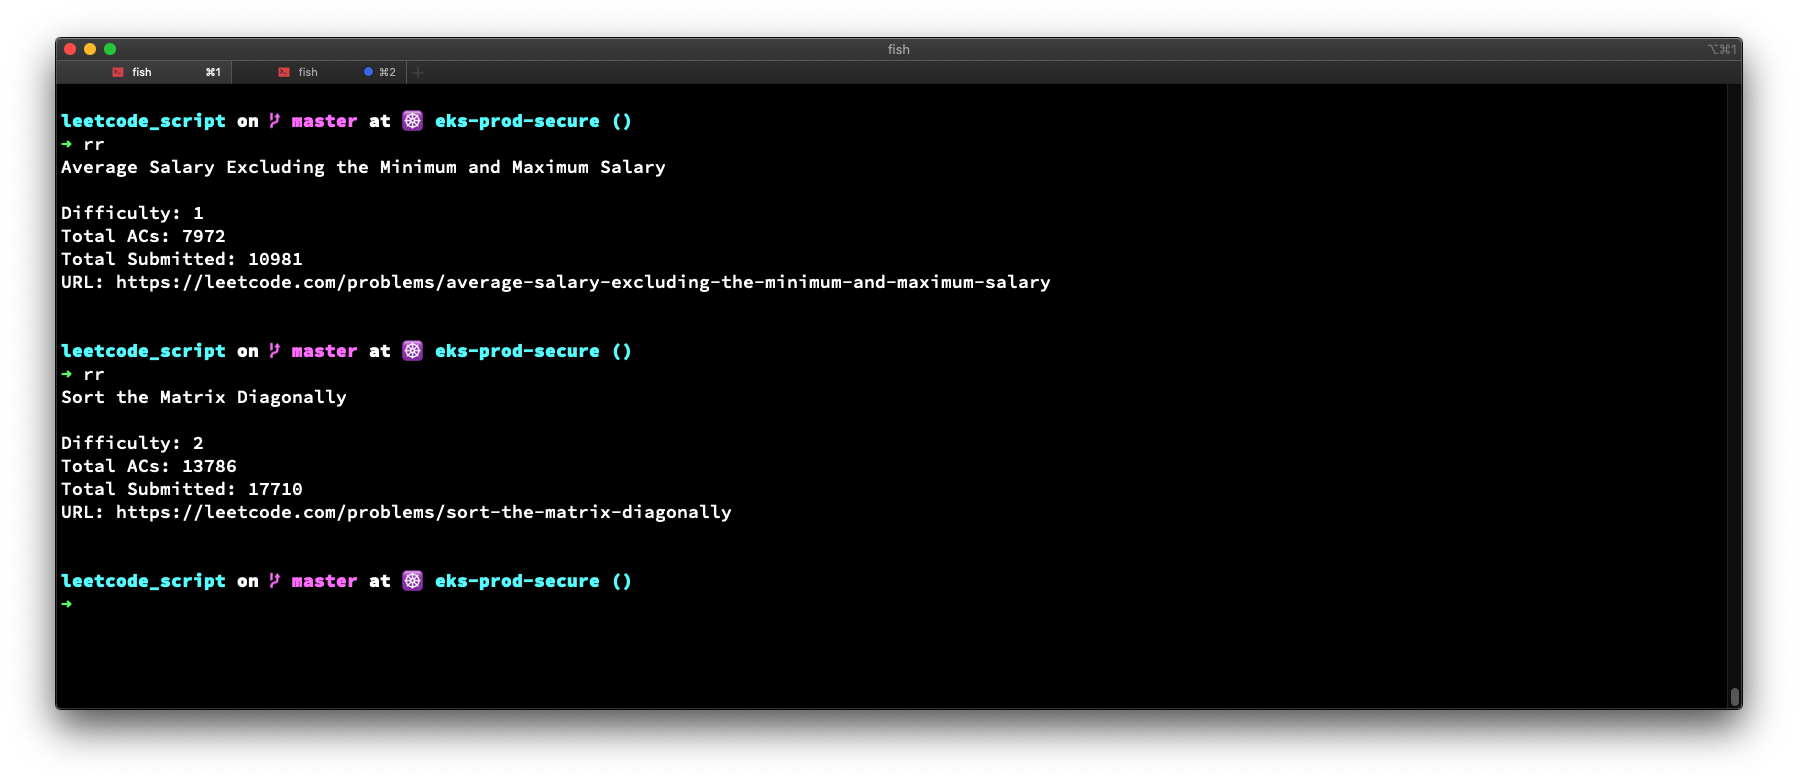 fish
⌥⌘1
fish ⌘1 fish ⌘2 +
leetcode_script on master at ☸ eks-prod-secure ()
➜ rr
Average Salary Excluding the Minimum and Maximum Salary
Difficulty: 1
Total ACs: 7972
Total Submitted: 10981
URL: https://leetcode.com/problems/average-salary-excluding-the-minimum-and-maximum-salary
leetcode_script on master at ☸ eks-prod-secure ()
➜ rr
Sort the Matrix Diagonally
Difficulty: 2
Total ACs: 13786
Total Submitted: 17710
URL: https://leetcode.com/problems/sort-the-matrix-diagonally
leetcode_script on master at ☸ eks-prod-secure ()
➜